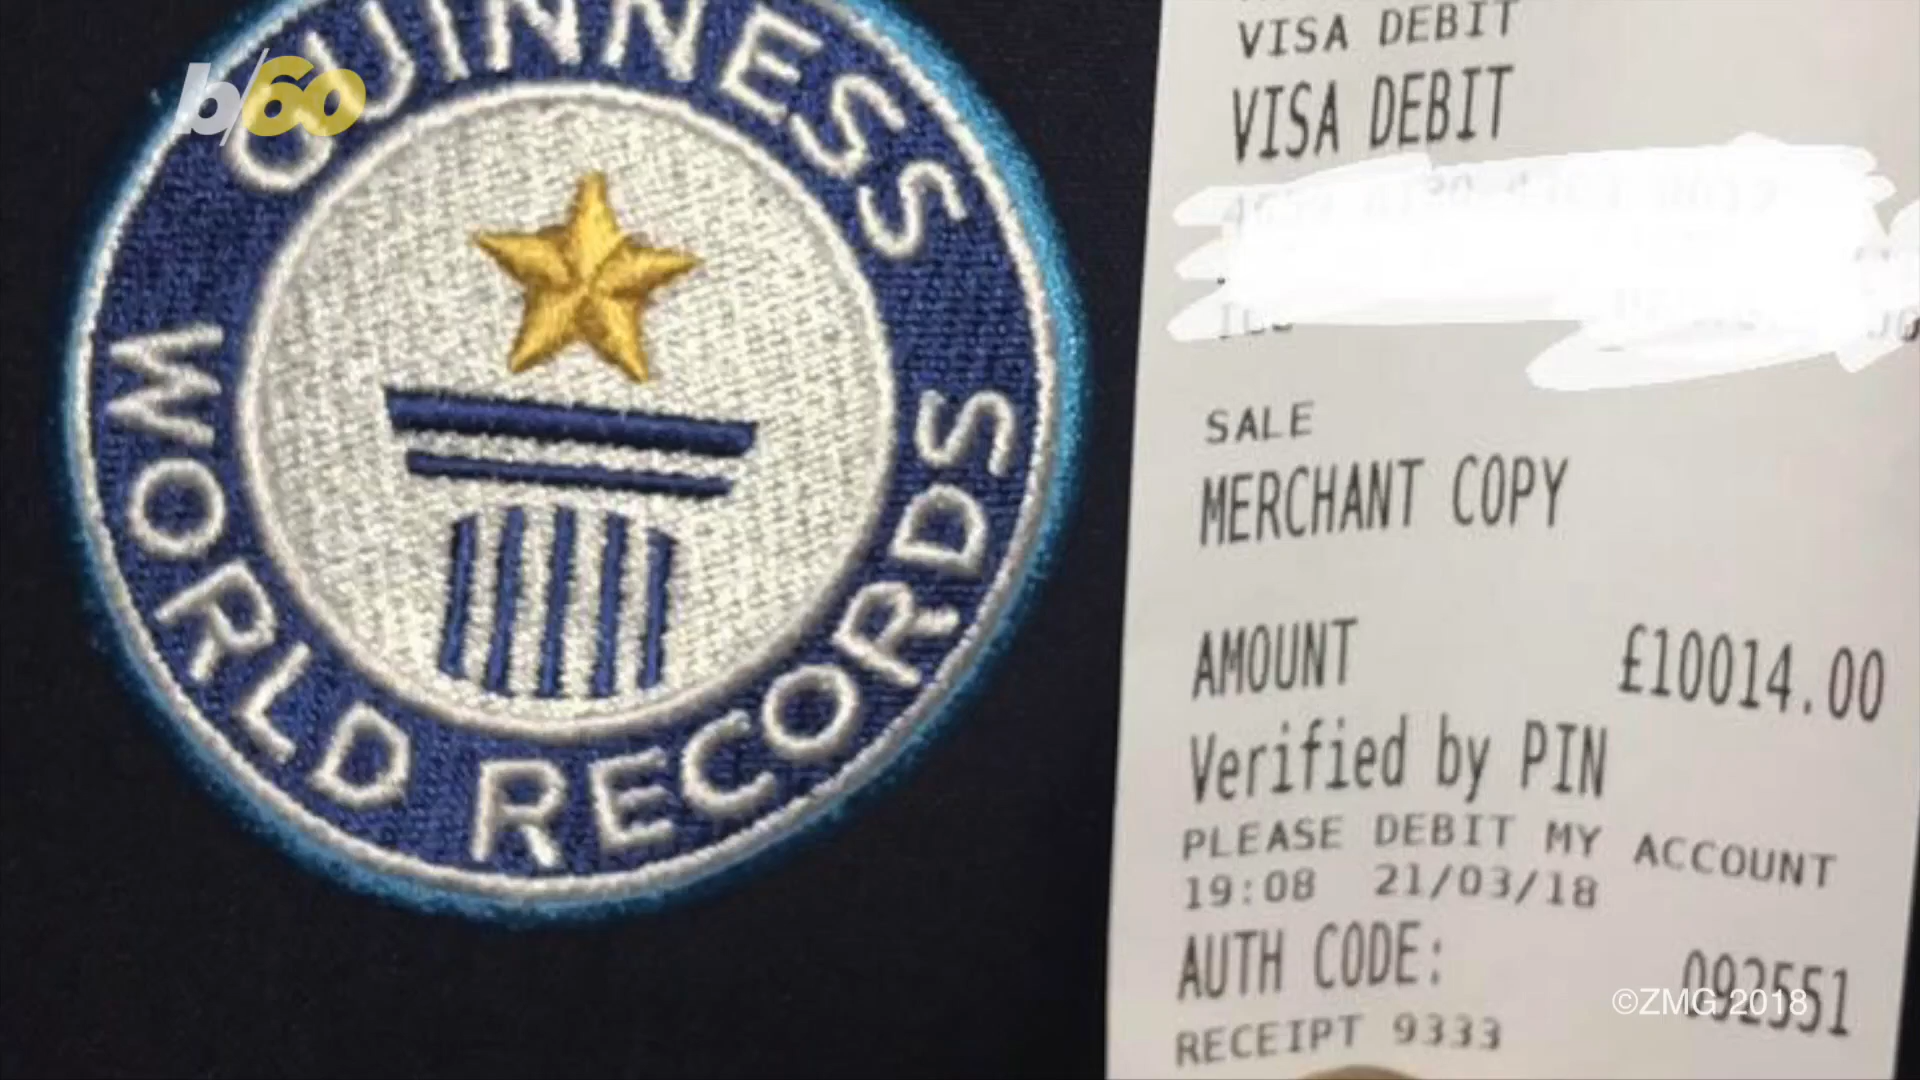 b/60
GUINNESS
WORLD RECORDS
VISA DEBIT
VISA DEBIT
SALE
MERCHANT COPY
AMOUNT £10014.00
Verified by PIN
PLEASE DEBIT MY ACCOUNT
19:08 21/03/18
AUTH CODE:
092551
RECEIPT 9333
©ZMG 2018